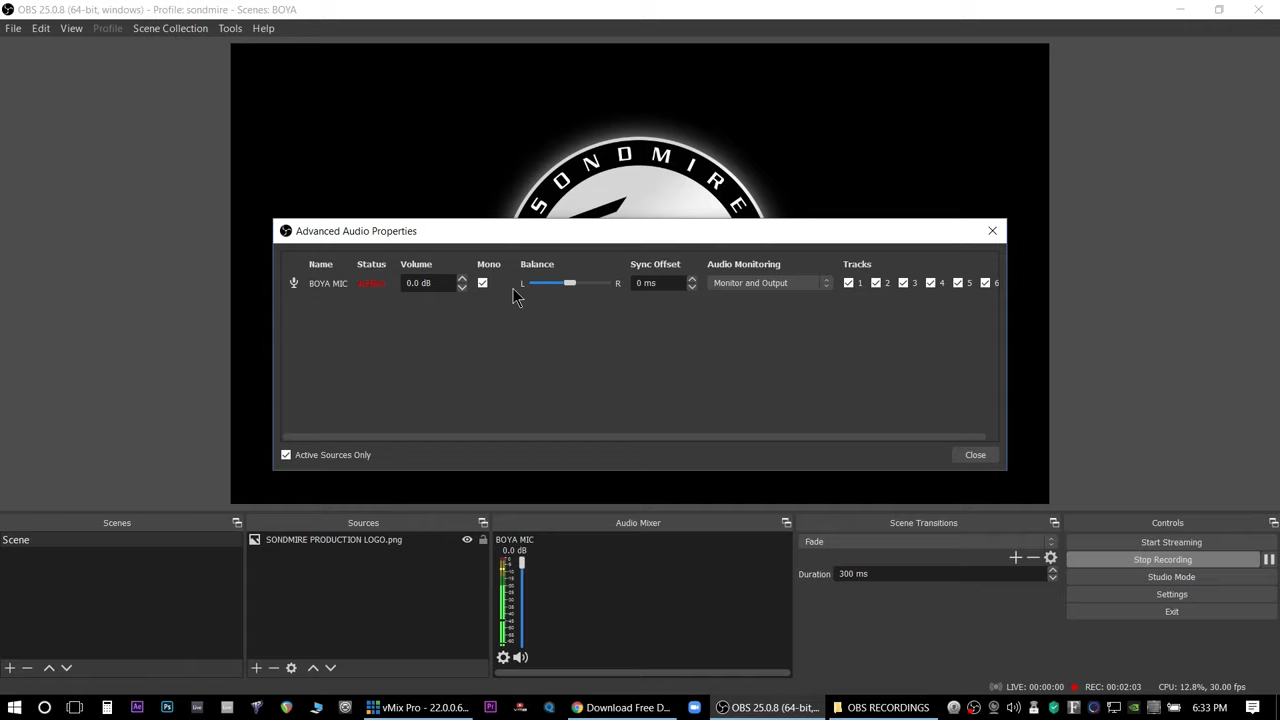 OBS 25.0.8 (64-bit, windows) - Profile: sondmire - Scenes: BOYA
File Edit View Profile Scene Collection Tools Help
SONDMIRE
Advanced Audio Properties
Name Status Volume Mono Balance Sync Offset Audio Monitoring Tracks
BOYA MIC Active 0.0 dB L R 0 ms Monitor and Output 1 2 3 4 5 6
Active Sources Only Close
Scenes Sources Audio Mixer Scene Transitions Controls
Scene
SONDMIRE PRODUCTION LOGO.png
BOYA MIC
0.0 dB
Fade
Duration 300 ms
Start Streaming
Stop Recording
Studio Mode
Settings
Exit
LIVE: 00:00:00 REC: 00:02:03 CPU: 12.8%, 30.00 fps
Ae Ps Pr vMix Pro - 22.0.0.6... Download Free D... OBS 25.0.8 (64-bit,... OBS RECORDINGS 6:33 PM